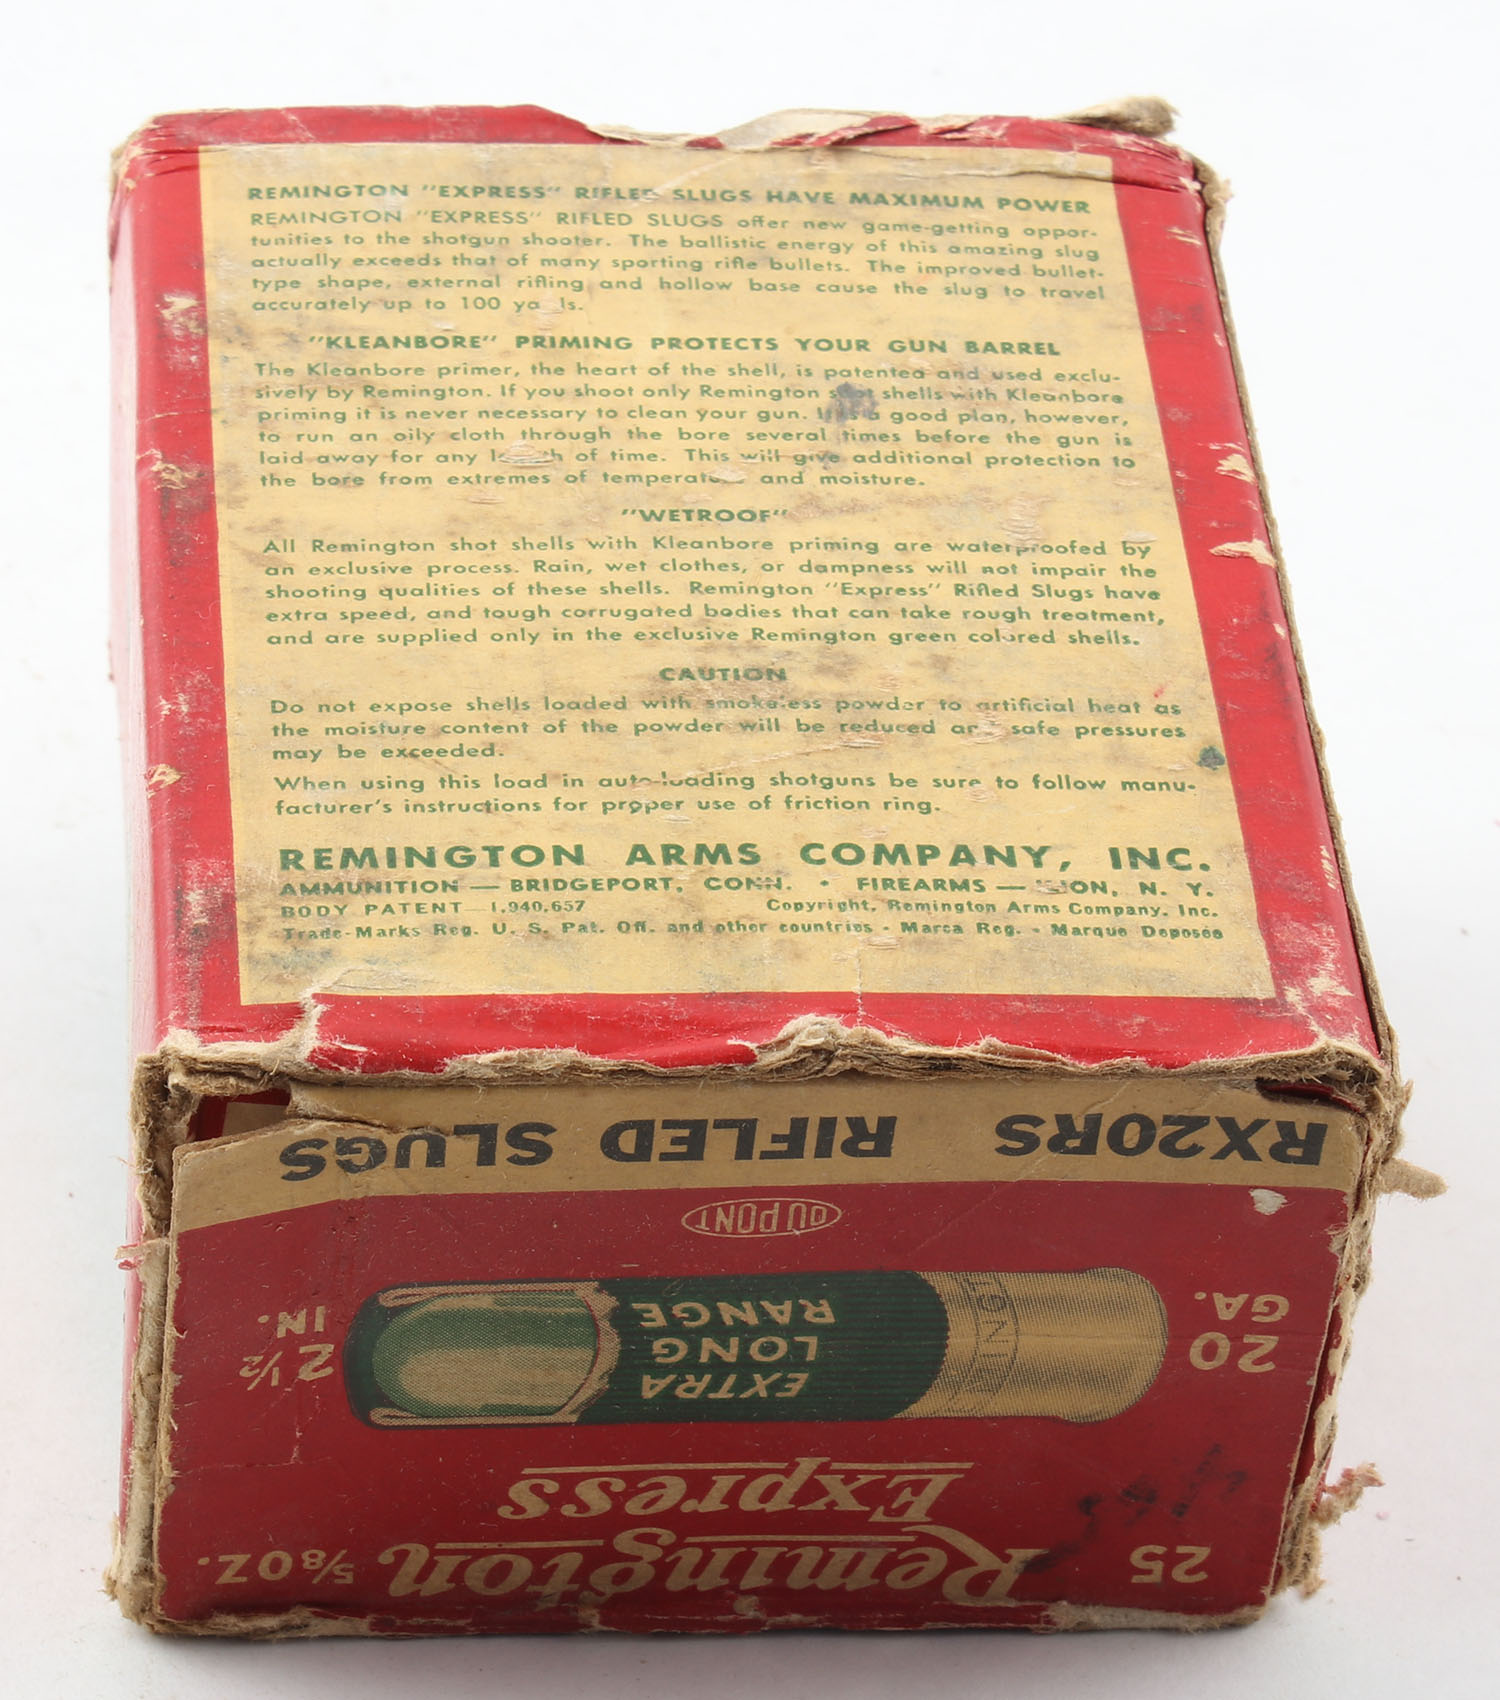 REMINGTON "EXPRESS" RIFLED SLUGS HAVE MAXIMUM POWER
REMINGTON "EXPRESS" RIFLED SLUGS offer new game-getting oppor-
tunities to the shotgun shooter. The ballistic energy of this amazing slug
actually exceeds that of many sporting rifle bullets. The improved bullet-
type shape, external rifling and hollow base cause the slug to travel
accurately up to 100 ya ds.
"KLEANBORE" PRIMING PROTECTS YOUR GUN BARREL
The Kleanbore primer, the heart of the shell, is patented and used exclu-
sively by Remington. If you shoot only Remington shot shells with Kleanbore
priming it is never necessary to clean your gun. It is a good plan, however,
to run an oily cloth through the bore several times before the gun is
laid away for any length of time. This will give additional protection to
the bore from extremes of temperature and moisture.
"WETROOF"
All Remington shot shells with Kleanbore priming are waterproofed by
an exclusive process. Rain, wet clothes, or dampness will not impair the
shooting qualities of these shells. Remington "Express" Rifled Slugs have
extra speed, and tough corrugated bodies that can take rough treatment,
and are supplied only in the exclusive Remington green colored shells.
CAUTION
Do not expose shells loaded with smokeless powder to artificial heat as
the moisture content of the powder will be reduced and safe pressures
may be exceeded.
When using this load in auto-loading shotguns be sure to follow manu-
facturer's instructions for proper use of friction ring.
REMINGTON ARMS COMPANY, INC.
AMMUNITION — BRIDGEPORT, CONN. • FIREARMS — ILION, N. Y.
BODY PATENT 1,940,657 Copyright, Remington Arms Company, Inc.
Trade-Marks Reg. U. S. Pat. Off. and other countries - Marca Reg. - Marque Deposée
25 Remington 5/8 OZ.
Express
20 GA.
EXTRA
LONG
RANGE
2 1/2 IN.
DU PONT
RX20RS RIFLED SLUGS